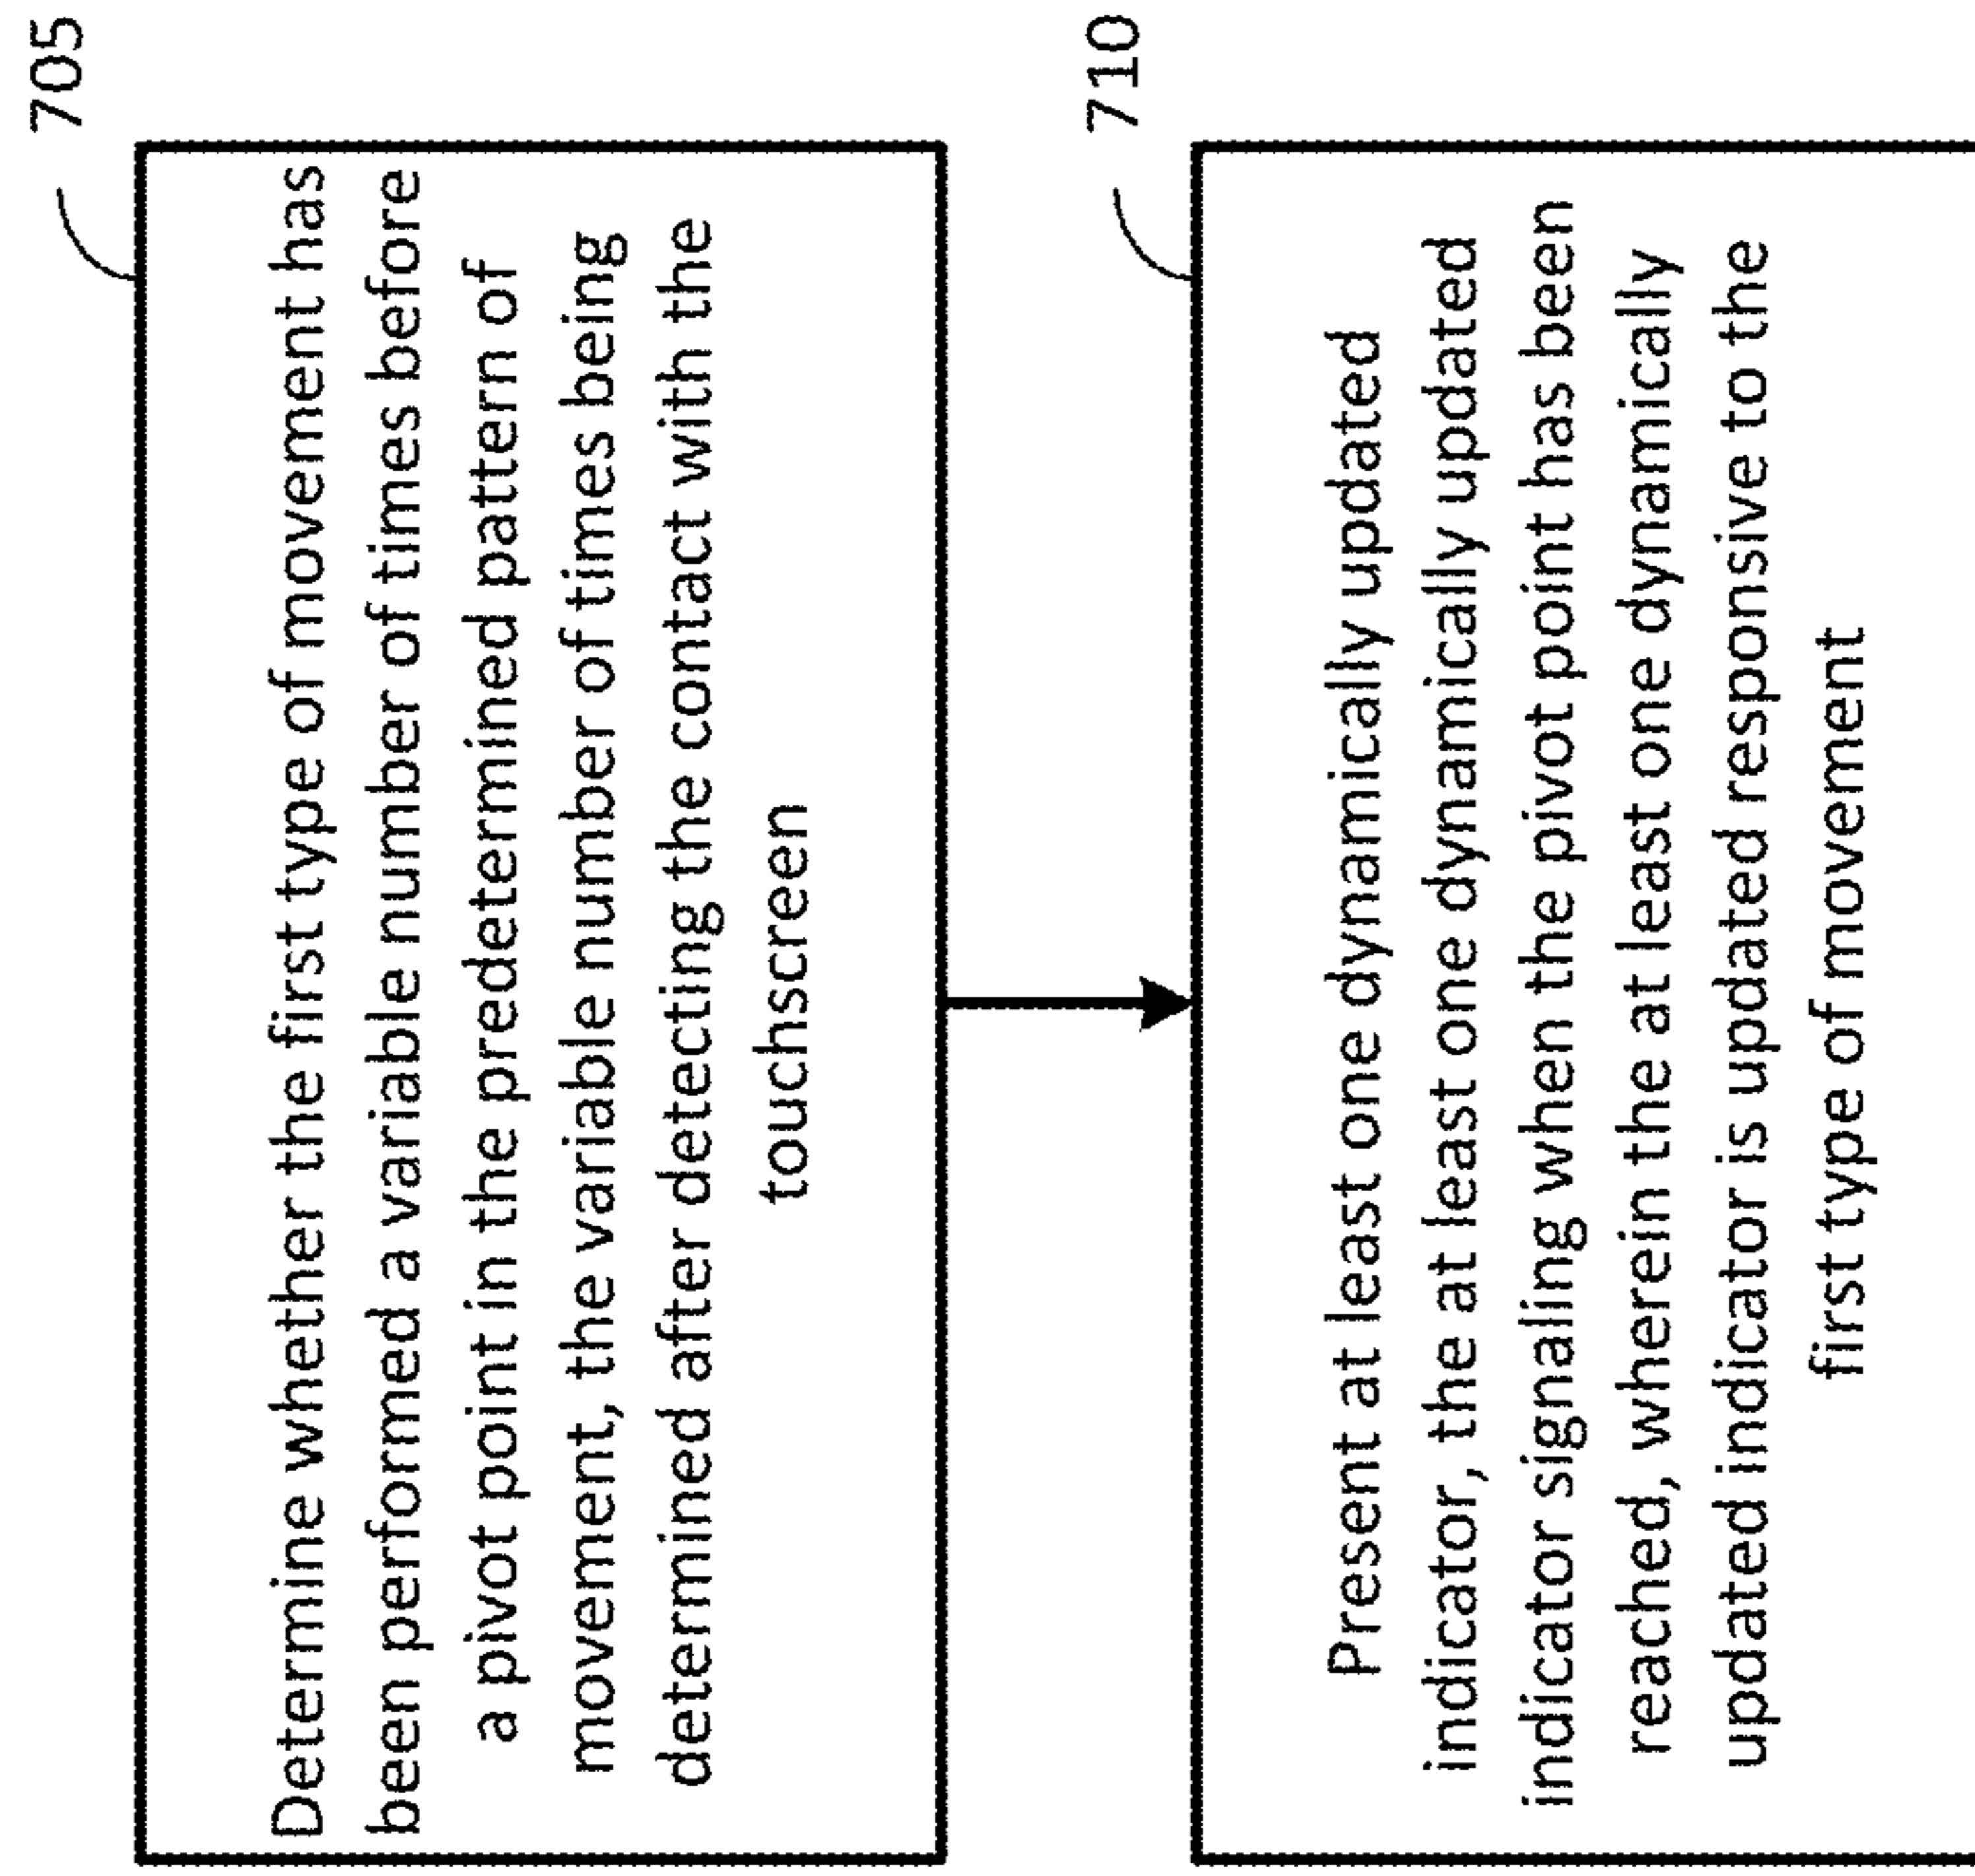 705
Determine whether the first type of movement has
been performed a variable number of times before
a pivot point in the predetermined pattern of
movement, the variable number of times being
determined after detecting the contact with the
touchscreen
710
Present at least one dynamically updated
indicator, the at least one dynamically updated
indicator signaling when the pivot point has been
reached, wherein the at least one dynamically
updated indicator is updated responsive to the
first type of movement